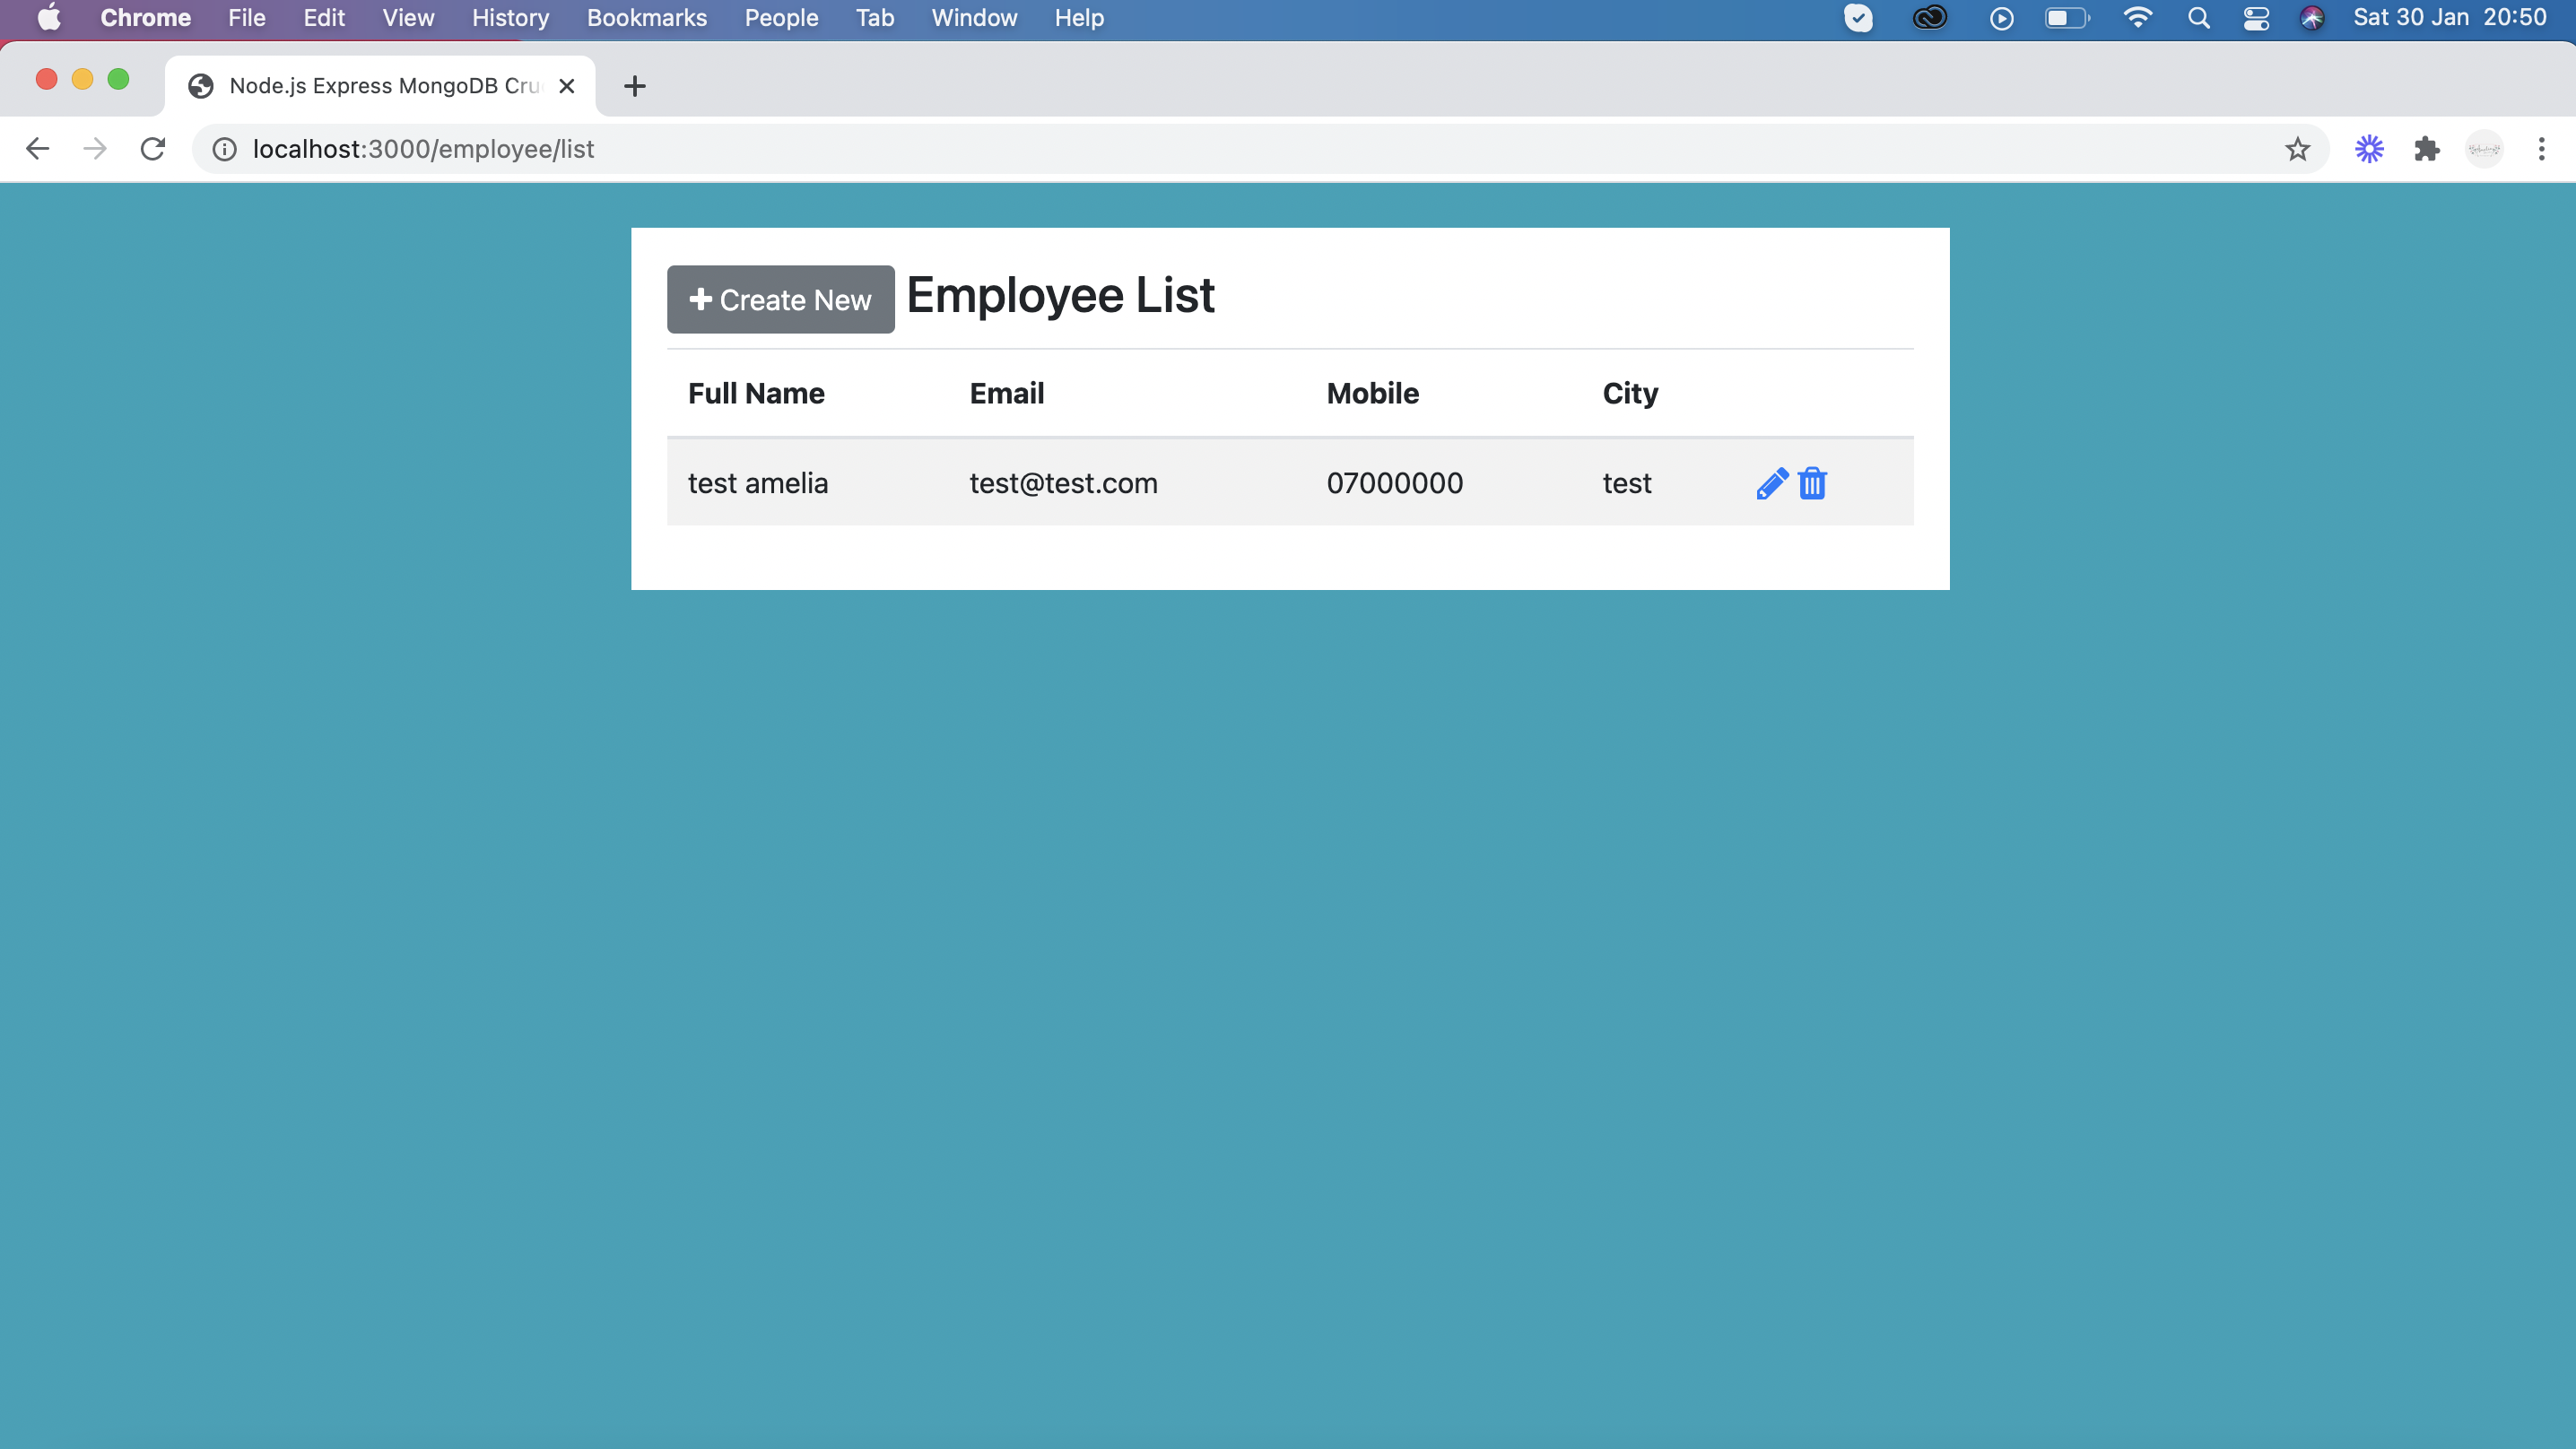 Chrome File Edit View History Bookmarks People Tab Window Help Sat 30 Jan 20:50
Node.js Express MongoDB Cru
localhost:3000/employee/list
Create New Employee List
Full Name Email Mobile City
test amelia test@test.com 07000000 test